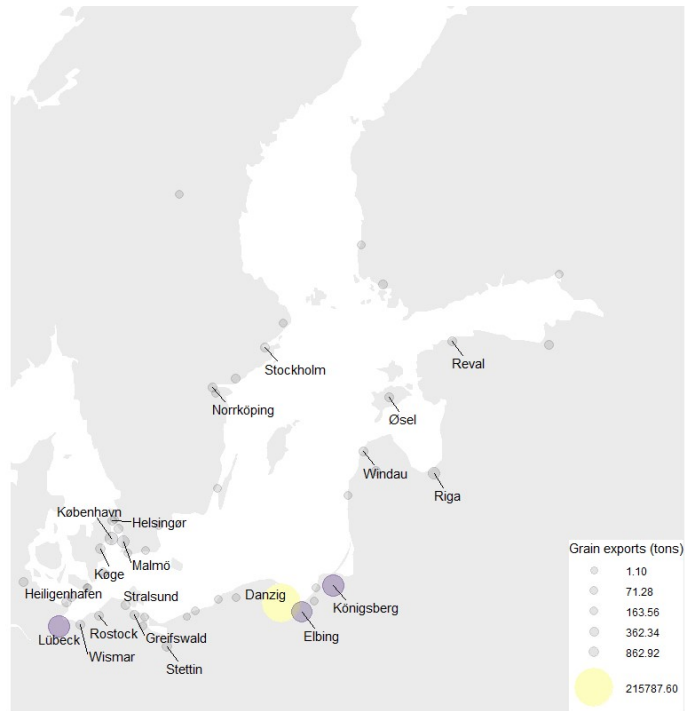 Stockholm
Reval
Norrköping
Øsel
Windau
Riga
København
Helsingør
Malmö
Køge
Heiligenhafen
Stralsund
Danzig
Königsberg
Elbing
Rostock
Greifswald
Lübeck
Wismar
Stettin
Grain exports (tons)
1.10
71.28
163.56
362.34
862.92
215787.60